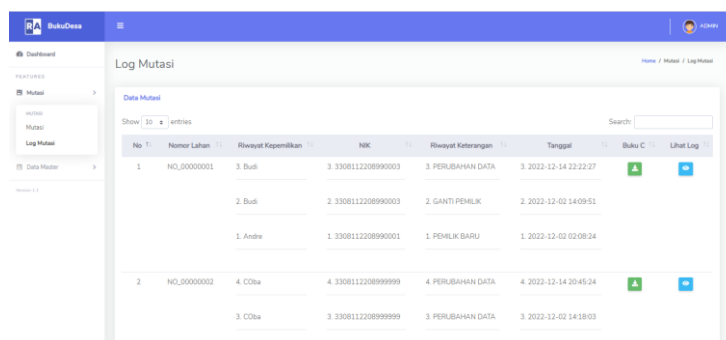 RA BukuDesa
ADMIN
Dashboard
FEATURES
Mutasi
MUTASI
Mutasi
Log Mutasi
Data Master
Version 1.1
Log Mutasi
Home / Mutasi / Log Mutasi
Data Mutasi
Show 10 entries
Search:
No Nomor Lahan Riwayat Kepemilikan NIK Riwayat Keterangan Tanggal Buku C Lihat Log
1 NO_00000001 3. Budi 3. 3308112208990003 3. PERUBAHAN DATA 3. 2022-12-14 22:22:27
2. Budi 2. 3308112208990003 2. GANTI PEMILIK 2. 2022-12-02 14:09:51
1. Andre 1. 3308112208990001 1. PEMILIK BARU 1. 2022-12-02 02:08:24
2 NO_00000002 4. COba 4. 3308112208999999 4. PERUBAHAN DATA 4. 2022-12-14 20:45:24
3. COba 3. 3308112208999999 3. PERUBAHAN DATA 3. 2022-12-02 14:18:03